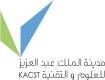 مدينة الملك عبد العزيز
للعلوم و التقنية KACST